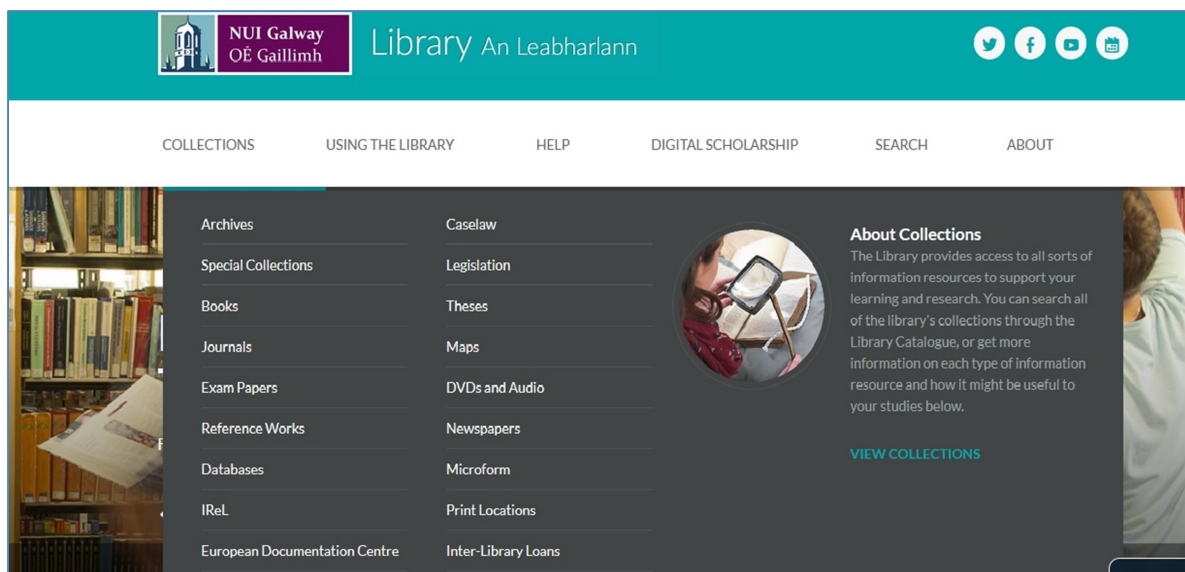 NUI Galway
OÉ Gaillimh
Library An Leabharlann
COLLECTIONS USING THE LIBRARY HELP DIGITAL SCHOLARSHIP SEARCH ABOUT
Archives
Special Collections
Books
Journals
Exam Papers
Reference Works
Databases
IReL
European Documentation Centre
Caselaw
Legislation
Theses
Maps
DVDs and Audio
Newspapers
Microform
Print Locations
Inter-Library Loans
About Collections
The Library provides access to all sorts of
information resources to support your
learning and research. You can search all
of the library's collections through the
Library Catalogue, or get more
information on each type of information
resource and how it might be useful to
your studies below.
VIEW COLLECTIONS